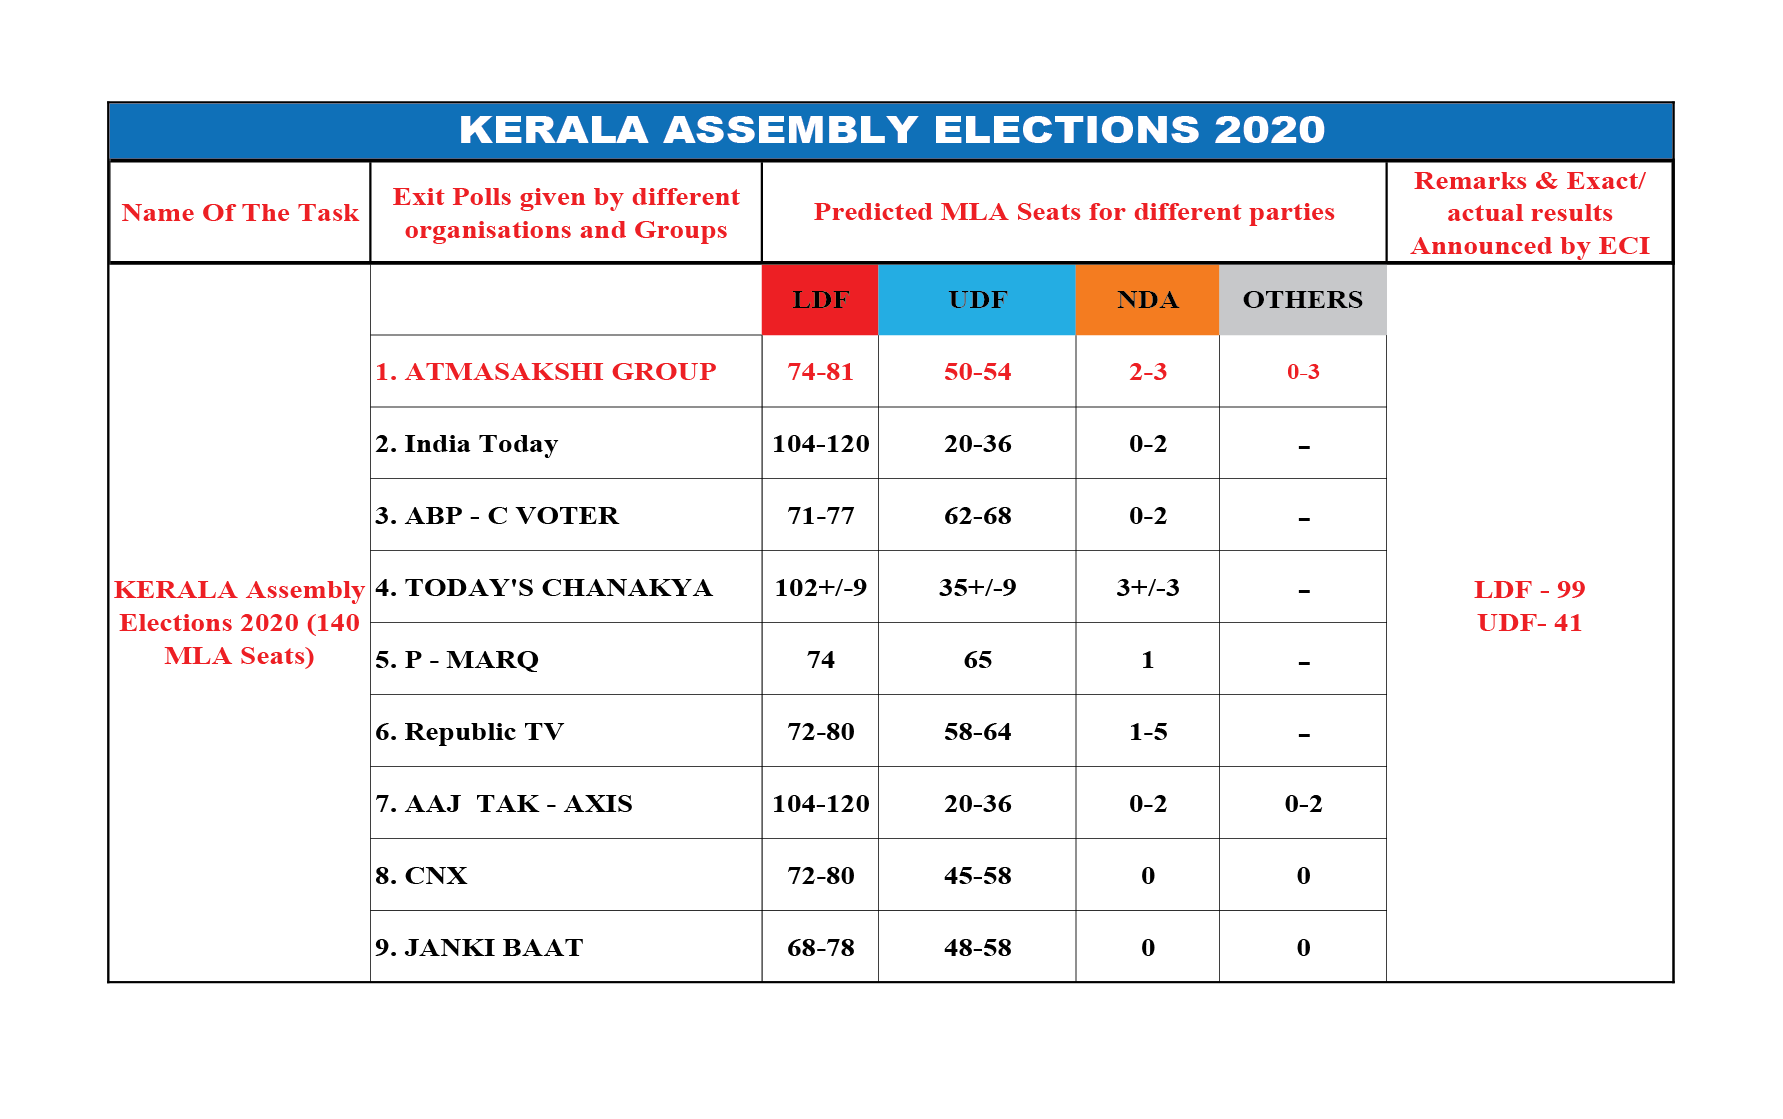 KERALA ASSEMBLY ELECTIONS 2020
Name Of The Task
Exit Polls given by different
organisations and Groups
Predicted MLA Seats for different parties
Remarks & Exact/
actual results
Announced by ECI
LDF UDF NDA OTHERS
1. ATMASAKSHI GROUP 74-81 50-54 2-3 0-3
2. India Today 104-120 20-36 0-2 -
3. ABP - C VOTER 71-77 62-68 0-2 -
4. TODAY'S CHANAKYA 102+/-9 35+/-9 3+/-3 -
5. P - MARQ 74 65 1 -
6. Republic TV 72-80 58-64 1-5 -
7. AAJ  TAK - AXIS 104-120 20-36 0-2 0-2
8. CNX 72-80 45-58 0 0
9. JANKI BAAT 68-78 48-58 0 0
KERALA Assembly
Elections 2020 (140
MLA Seats)
LDF - 99
UDF- 41